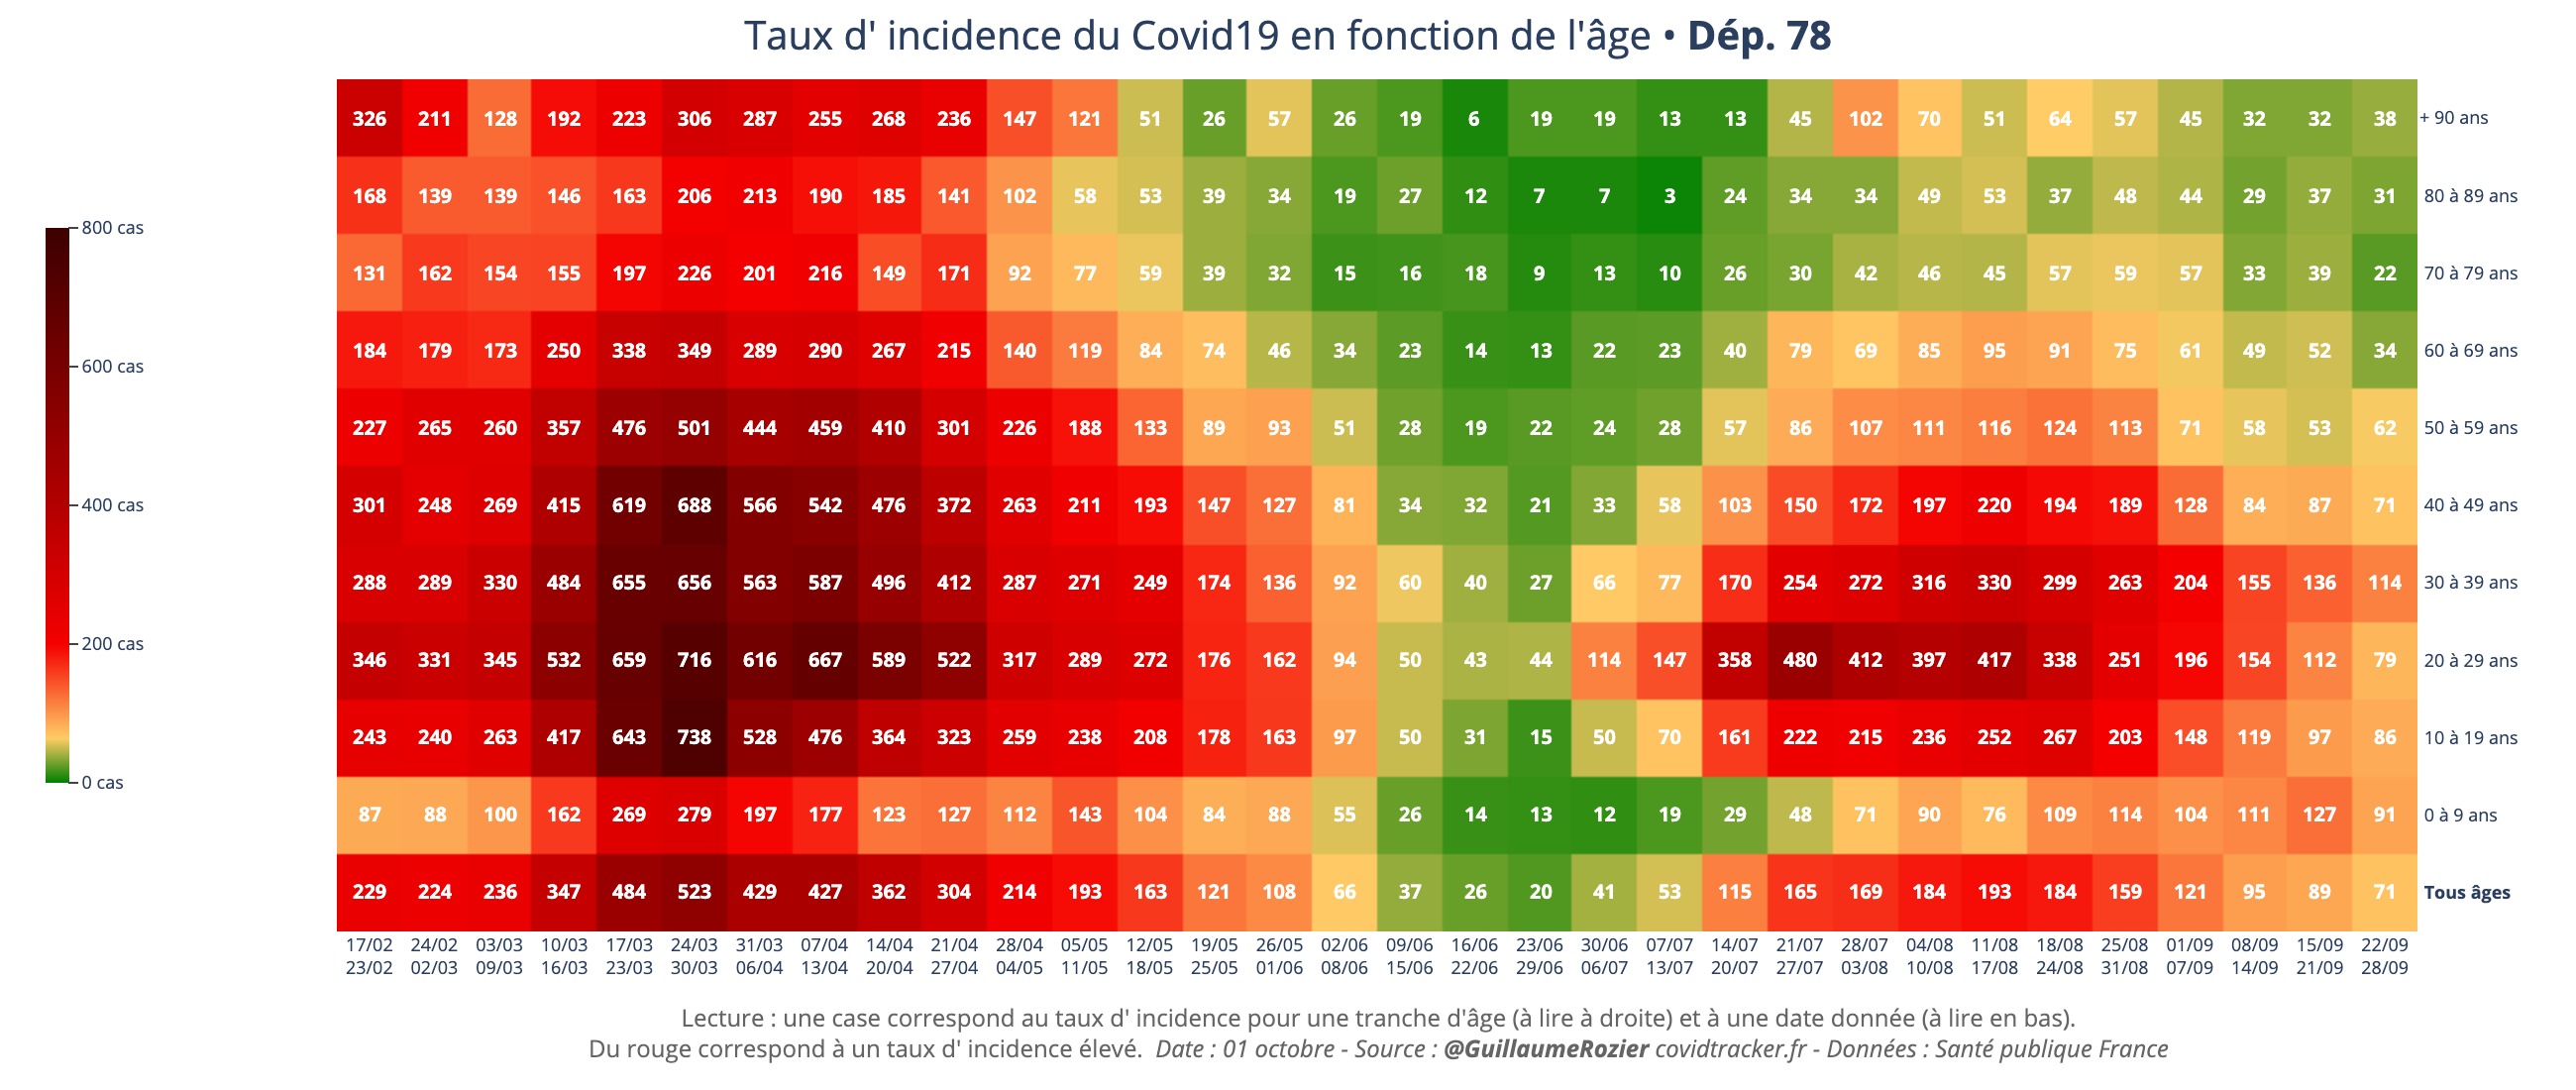 Taux d' incidence du Covid19 en fonction de l'âge • Dép. 78
800 cas
600 cas
400 cas
200 cas
0 cas
326 211 128 192 223 306 287 255 268 236 147 121 51 26 57 26 19 6 19 19 13 13 45 102 70 51 64 57 45 32 32 38 + 90 ans
168 139 139 146 163 206 213 190 185 141 102 58 53 39 34 19 27 12 7 7 3 24 34 34 49 53 37 48 44 29 37 31 80 à 89 ans
131 162 154 155 197 226 201 216 149 171 92 77 59 39 32 15 16 18 9 13 10 26 30 42 46 45 57 59 57 33 39 22 70 à 79 ans
184 179 173 250 338 349 289 290 267 215 140 119 84 74 46 34 23 14 13 22 23 40 79 69 85 95 91 75 61 49 52 34 60 à 69 ans
227 265 260 357 476 501 444 459 410 301 226 188 133 89 93 51 28 19 22 24 28 57 86 107 111 116 124 113 71 58 53 62 50 à 59 ans
301 248 269 415 619 688 566 542 476 372 263 211 193 147 127 81 34 32 21 33 58 103 150 172 197 220 194 189 128 84 87 71 40 à 49 ans
288 289 330 484 655 656 563 587 496 412 287 271 249 174 136 92 60 40 27 66 77 170 254 272 316 330 299 263 204 155 136 114 30 à 39 ans
346 331 345 532 659 716 616 667 589 522 317 289 272 176 162 94 50 43 44 114 147 358 480 412 397 417 338 251 196 154 112 79 20 à 29 ans
243 240 263 417 643 738 528 476 364 323 259 238 208 178 163 97 50 31 15 50 70 161 222 215 236 252 267 203 148 119 97 86 10 à 19 ans
87 88 100 162 269 279 197 177 123 127 112 143 104 84 88 55 26 14 13 12 19 29 48 71 90 76 109 114 104 111 127 91 0 à 9 ans
229 224 236 347 484 523 429 427 362 304 214 193 163 121 108 66 37 26 20 41 53 115 165 169 184 193 184 159 121 95 89 71 Tous âges
17/02 24/02 03/03 10/03 17/03 24/03 31/03 07/04 14/04 21/04 28/04 05/05 12/05 19/05 26/05 02/06 09/06 16/06 23/06 30/06 07/07 14/07 21/07 28/07 04/08 11/08 18/08 25/08 01/09 08/09 15/09 22/09
23/02 02/03 09/03 16/03 23/03 30/03 06/04 13/04 20/04 27/04 04/05 11/05 18/05 25/05 01/06 08/06 15/06 22/06 29/06 06/07 13/07 20/07 27/07 03/08 10/08 17/08 24/08 31/08 07/09 14/09 21/09 28/09
Lecture : une case correspond au taux d' incidence pour une tranche d'âge (à lire à droite) et à une date donnée (à lire en bas).
Du rouge correspond à un taux d' incidence élevé. Date : 01 octobre - Source : @GuillaumeRozier covidtracker.fr - Données : Santé publique France